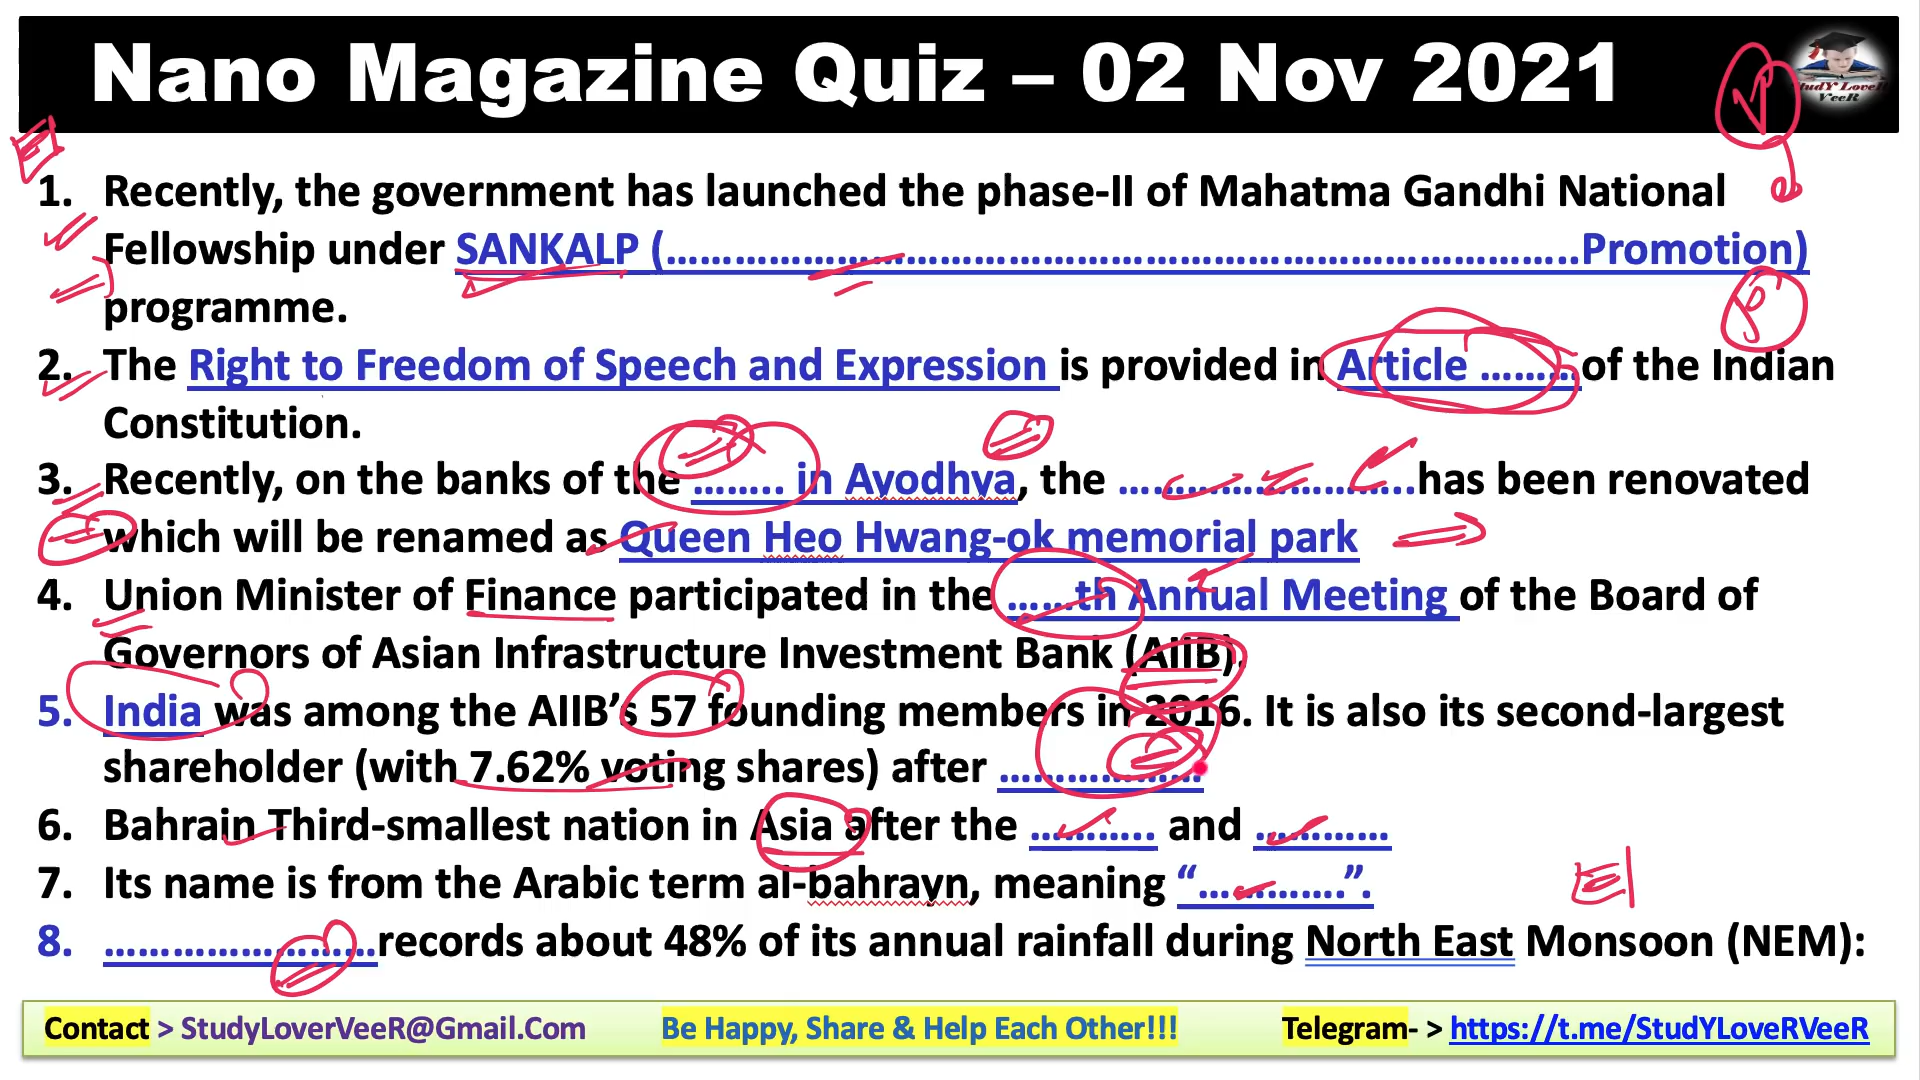 Nano Magazine Quiz – 02 Nov 2021
StudY LoveR
VeeR
1. Recently, the government has launched the phase-II of Mahatma Gandhi National
Fellowship under SANKALP (……………………………………………………………………..Promotion)
programme.
2. The Right to Freedom of Speech and Expression is provided in Article ……… of the Indian
Constitution.
3. Recently, on the banks of the …….. in Ayodhya, the ……………………..has been renovated
which will be renamed as Queen Heo Hwang-ok memorial park
4. Union Minister of Finance participated in the ……th Annual Meeting of the Board of
Governors of Asian Infrastructure Investment Bank (AIIB).
5. India was among the AIIB’s 57 founding members in 2016. It is also its second-largest
shareholder (with 7.62% voting shares) after ………………
6. Bahrain Third-smallest nation in Asia after the ……….. and …………
7. Its name is from the Arabic term al-bahrayn, meaning “………….”.
8. ……………………records about 48% of its annual rainfall during North East Monsoon (NEM):
Contact > StudyLoverVeeR@Gmail.Com Be Happy, Share & Help Each Other!!! Telegram- > https://t.me/StudYLoveRVeeR